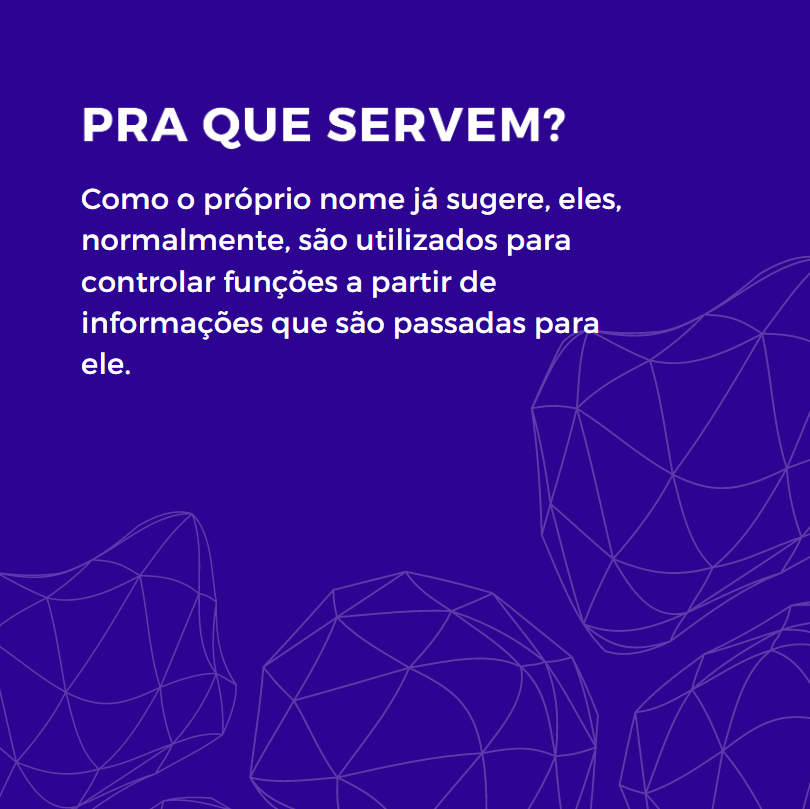 PRA QUE SERVEM?
Como o próprio nome já sugere, eles,
normalmente, são utilizados para
controlar funções a partir de
informações que são passadas para
ele.